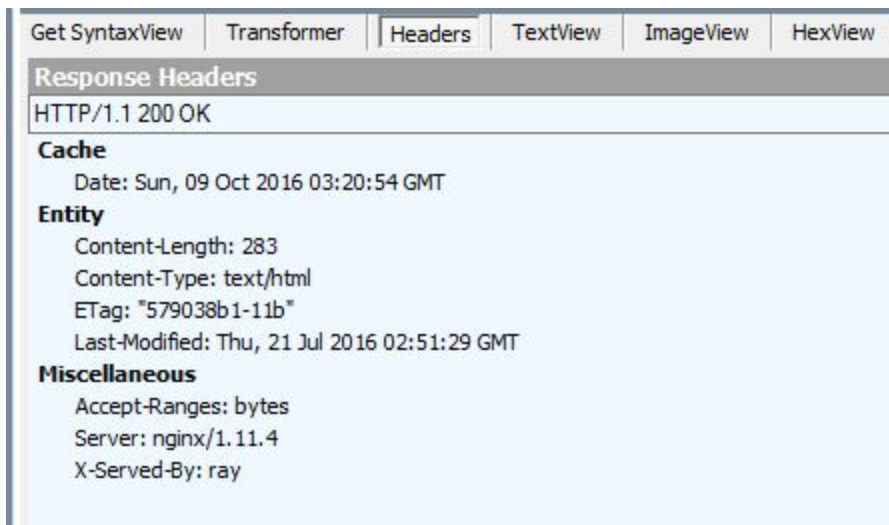 Get SyntaxView Transformer Headers TextView ImageView HexView
Response Headers
HTTP/1.1 200 OK
Cache
Date: Sun, 09 Oct 2016 03:20:54 GMT
Entity
Content-Length: 283
Content-Type: text/html
ETag: "579038b1-11b"
Last-Modified: Thu, 21 Jul 2016 02:51:29 GMT
Miscellaneous
Accept-Ranges: bytes
Server: nginx/1.11.4
X-Served-By: ray